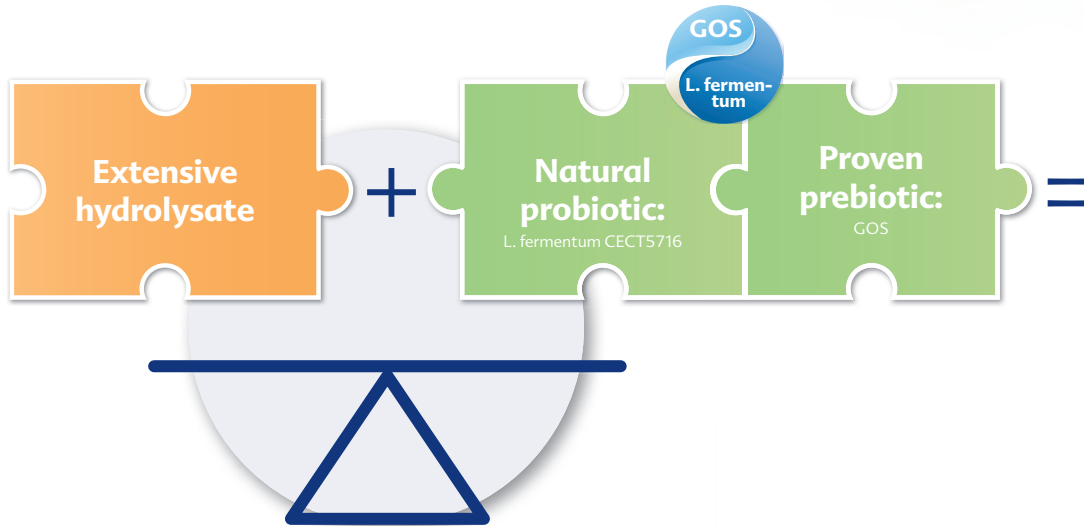 GOS
L. fermen-
tum
Extensive
hydrolysate
+
Natural
probiotic:
L. fermentum CECT5716
Proven
prebiotic:
GOS
=